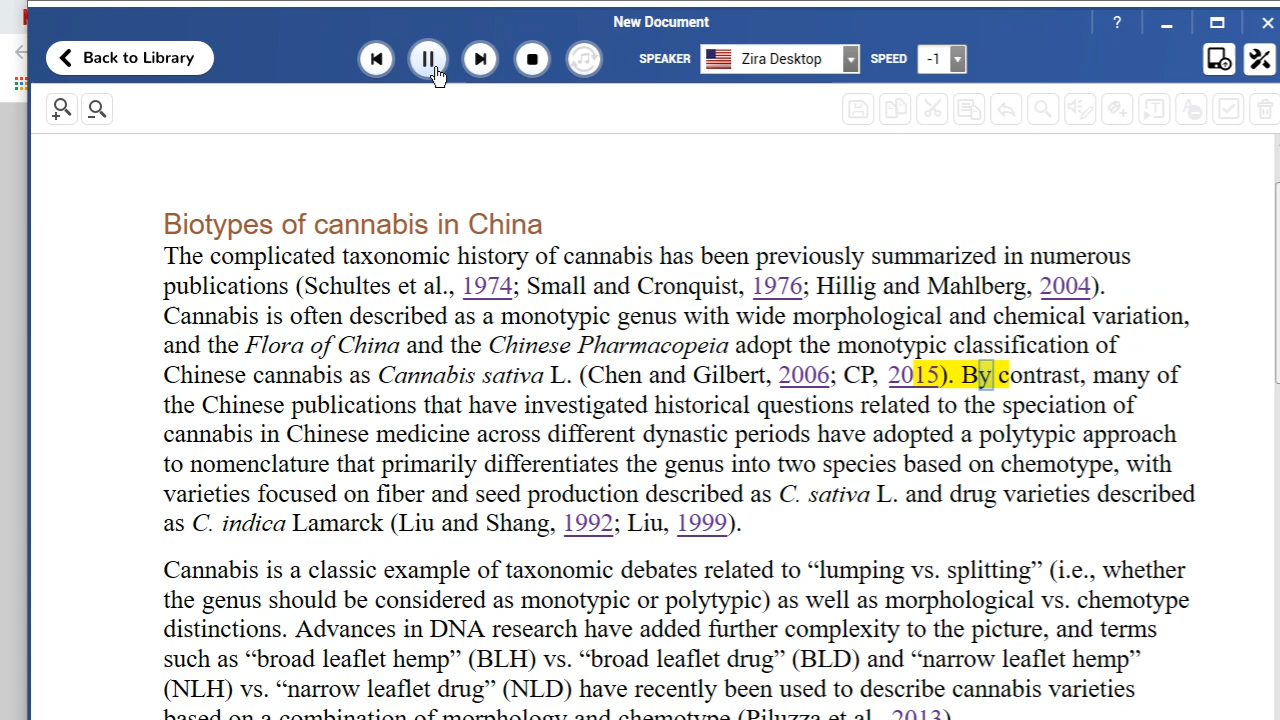 New Document
?
Back to Library
SPEAKER
Zira Desktop
SPEED
-1
Biotypes of cannabis in China
The complicated taxonomic history of cannabis has been previously summarized in numerous
publications (Schultes et al., 1974; Small and Cronquist, 1976; Hillig and Mahlberg, 2004).
Cannabis is often described as a monotypic genus with wide morphological and chemical variation,
and the Flora of China and the Chinese Pharmacopeia adopt the monotypic classification of
Chinese cannabis as Cannabis sativa L. (Chen and Gilbert, 2006; CP, 2015). By contrast, many of
the Chinese publications that have investigated historical questions related to the speciation of
cannabis in Chinese medicine across different dynastic periods have adopted a polytypic approach
to nomenclature that primarily differentiates the genus into two species based on chemotype, with
varieties focused on fiber and seed production described as C. sativa L. and drug varieties described
as C. indica Lamarck (Liu and Shang, 1992; Liu, 1999).
Cannabis is a classic example of taxonomic debates related to “lumping vs. splitting” (i.e., whether
the genus should be considered as monotypic or polytypic) as well as morphological vs. chemotype
distinctions. Advances in DNA research have added further complexity to the picture, and terms
such as “broad leaflet hemp” (BLH) vs. “broad leaflet drug” (BLD) and “narrow leaflet hemp”
(NLH) vs. “narrow leaflet drug” (NLD) have recently been used to describe cannabis varieties
based on a combination of morphology and chemotype (Piluzza et al., 2013).